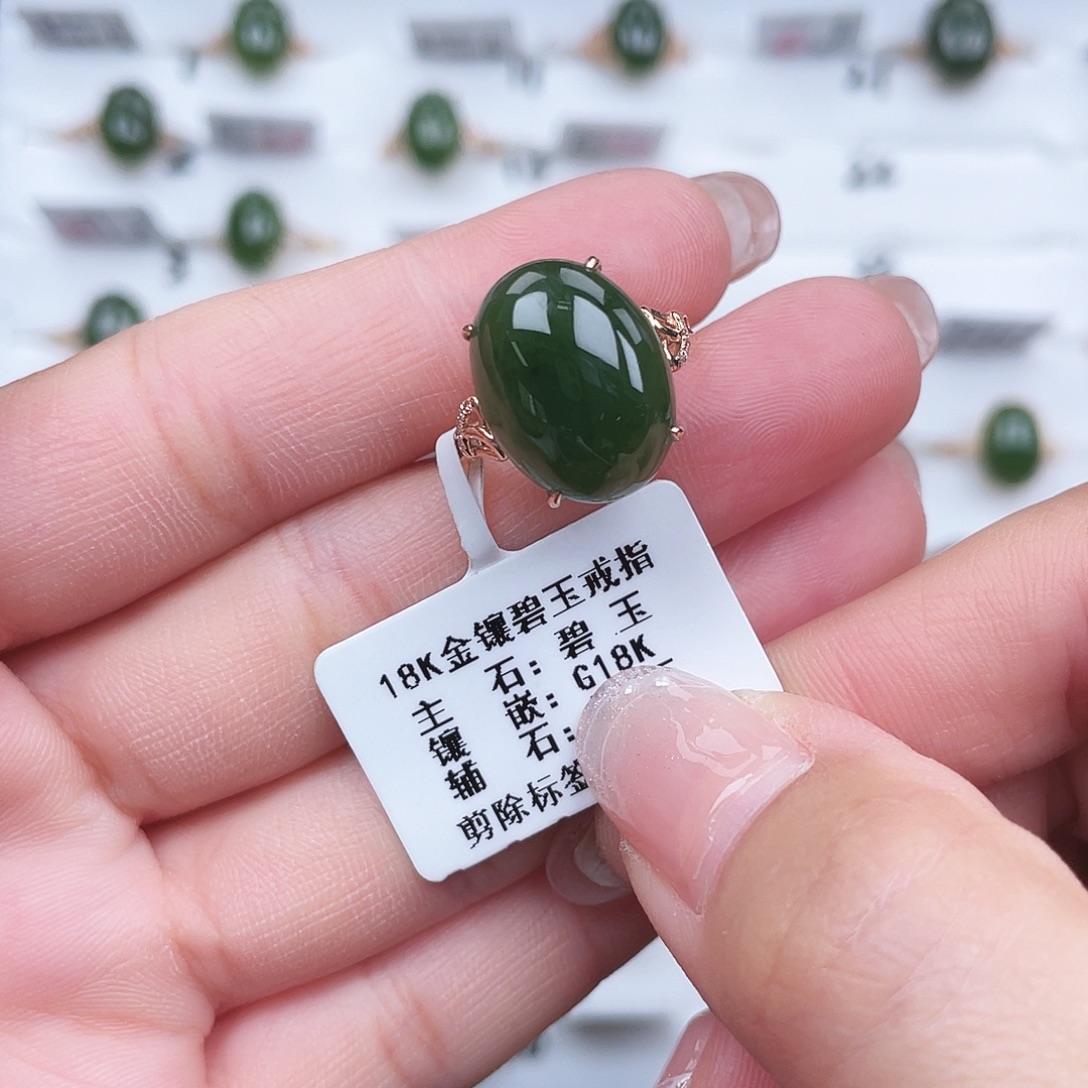 18K金镶碧玉戒指
主 石: 碧 玉
镶 嵌: G18K
辅 石:
剪除标签